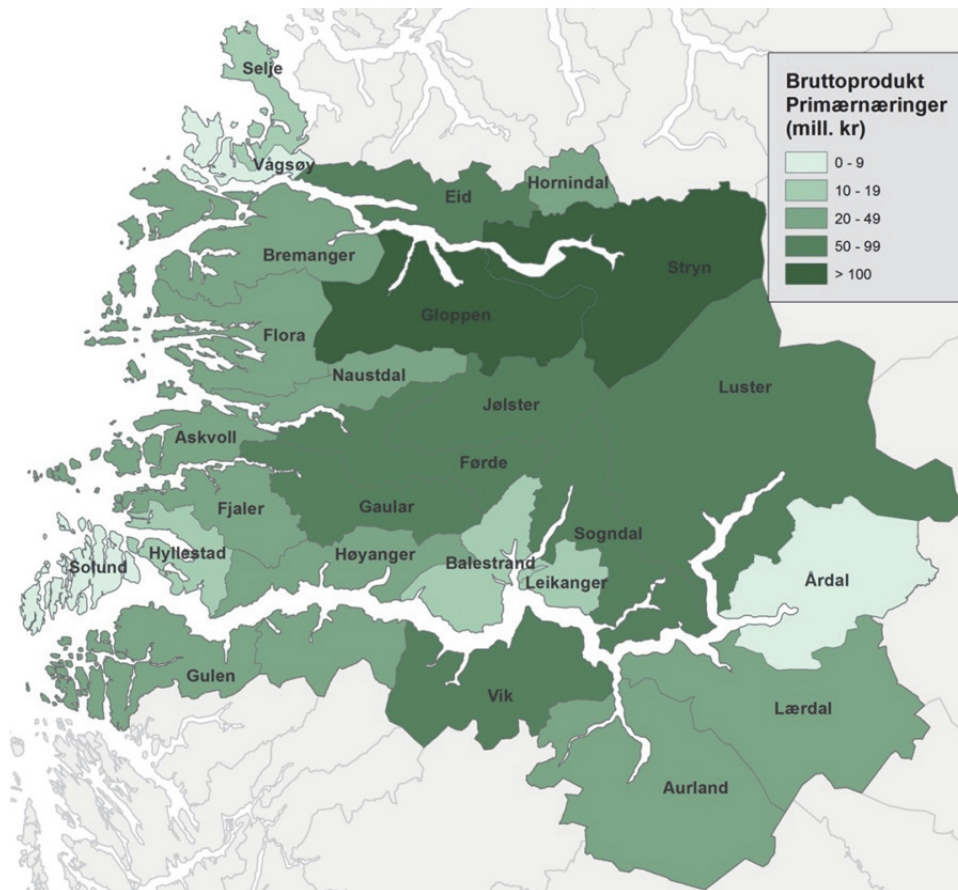 Selje
Vågsøy
Bruttoprodukt
Primærnæringer
(mill. kr)
0 - 9
10 - 19
20 - 49
50 - 99
> 100
Eid
Hornindal
Bremanger
Stryn
Gloppen
Flora
Naustdal
Luster
Jølster
Askvoll
Førde
Gaular
Fjaler
Sogndal
Høyanger
Hyllestad
Balestrand
Solund
Leikanger
Årdal
Gulen
Vik
Lærdal
Aurland